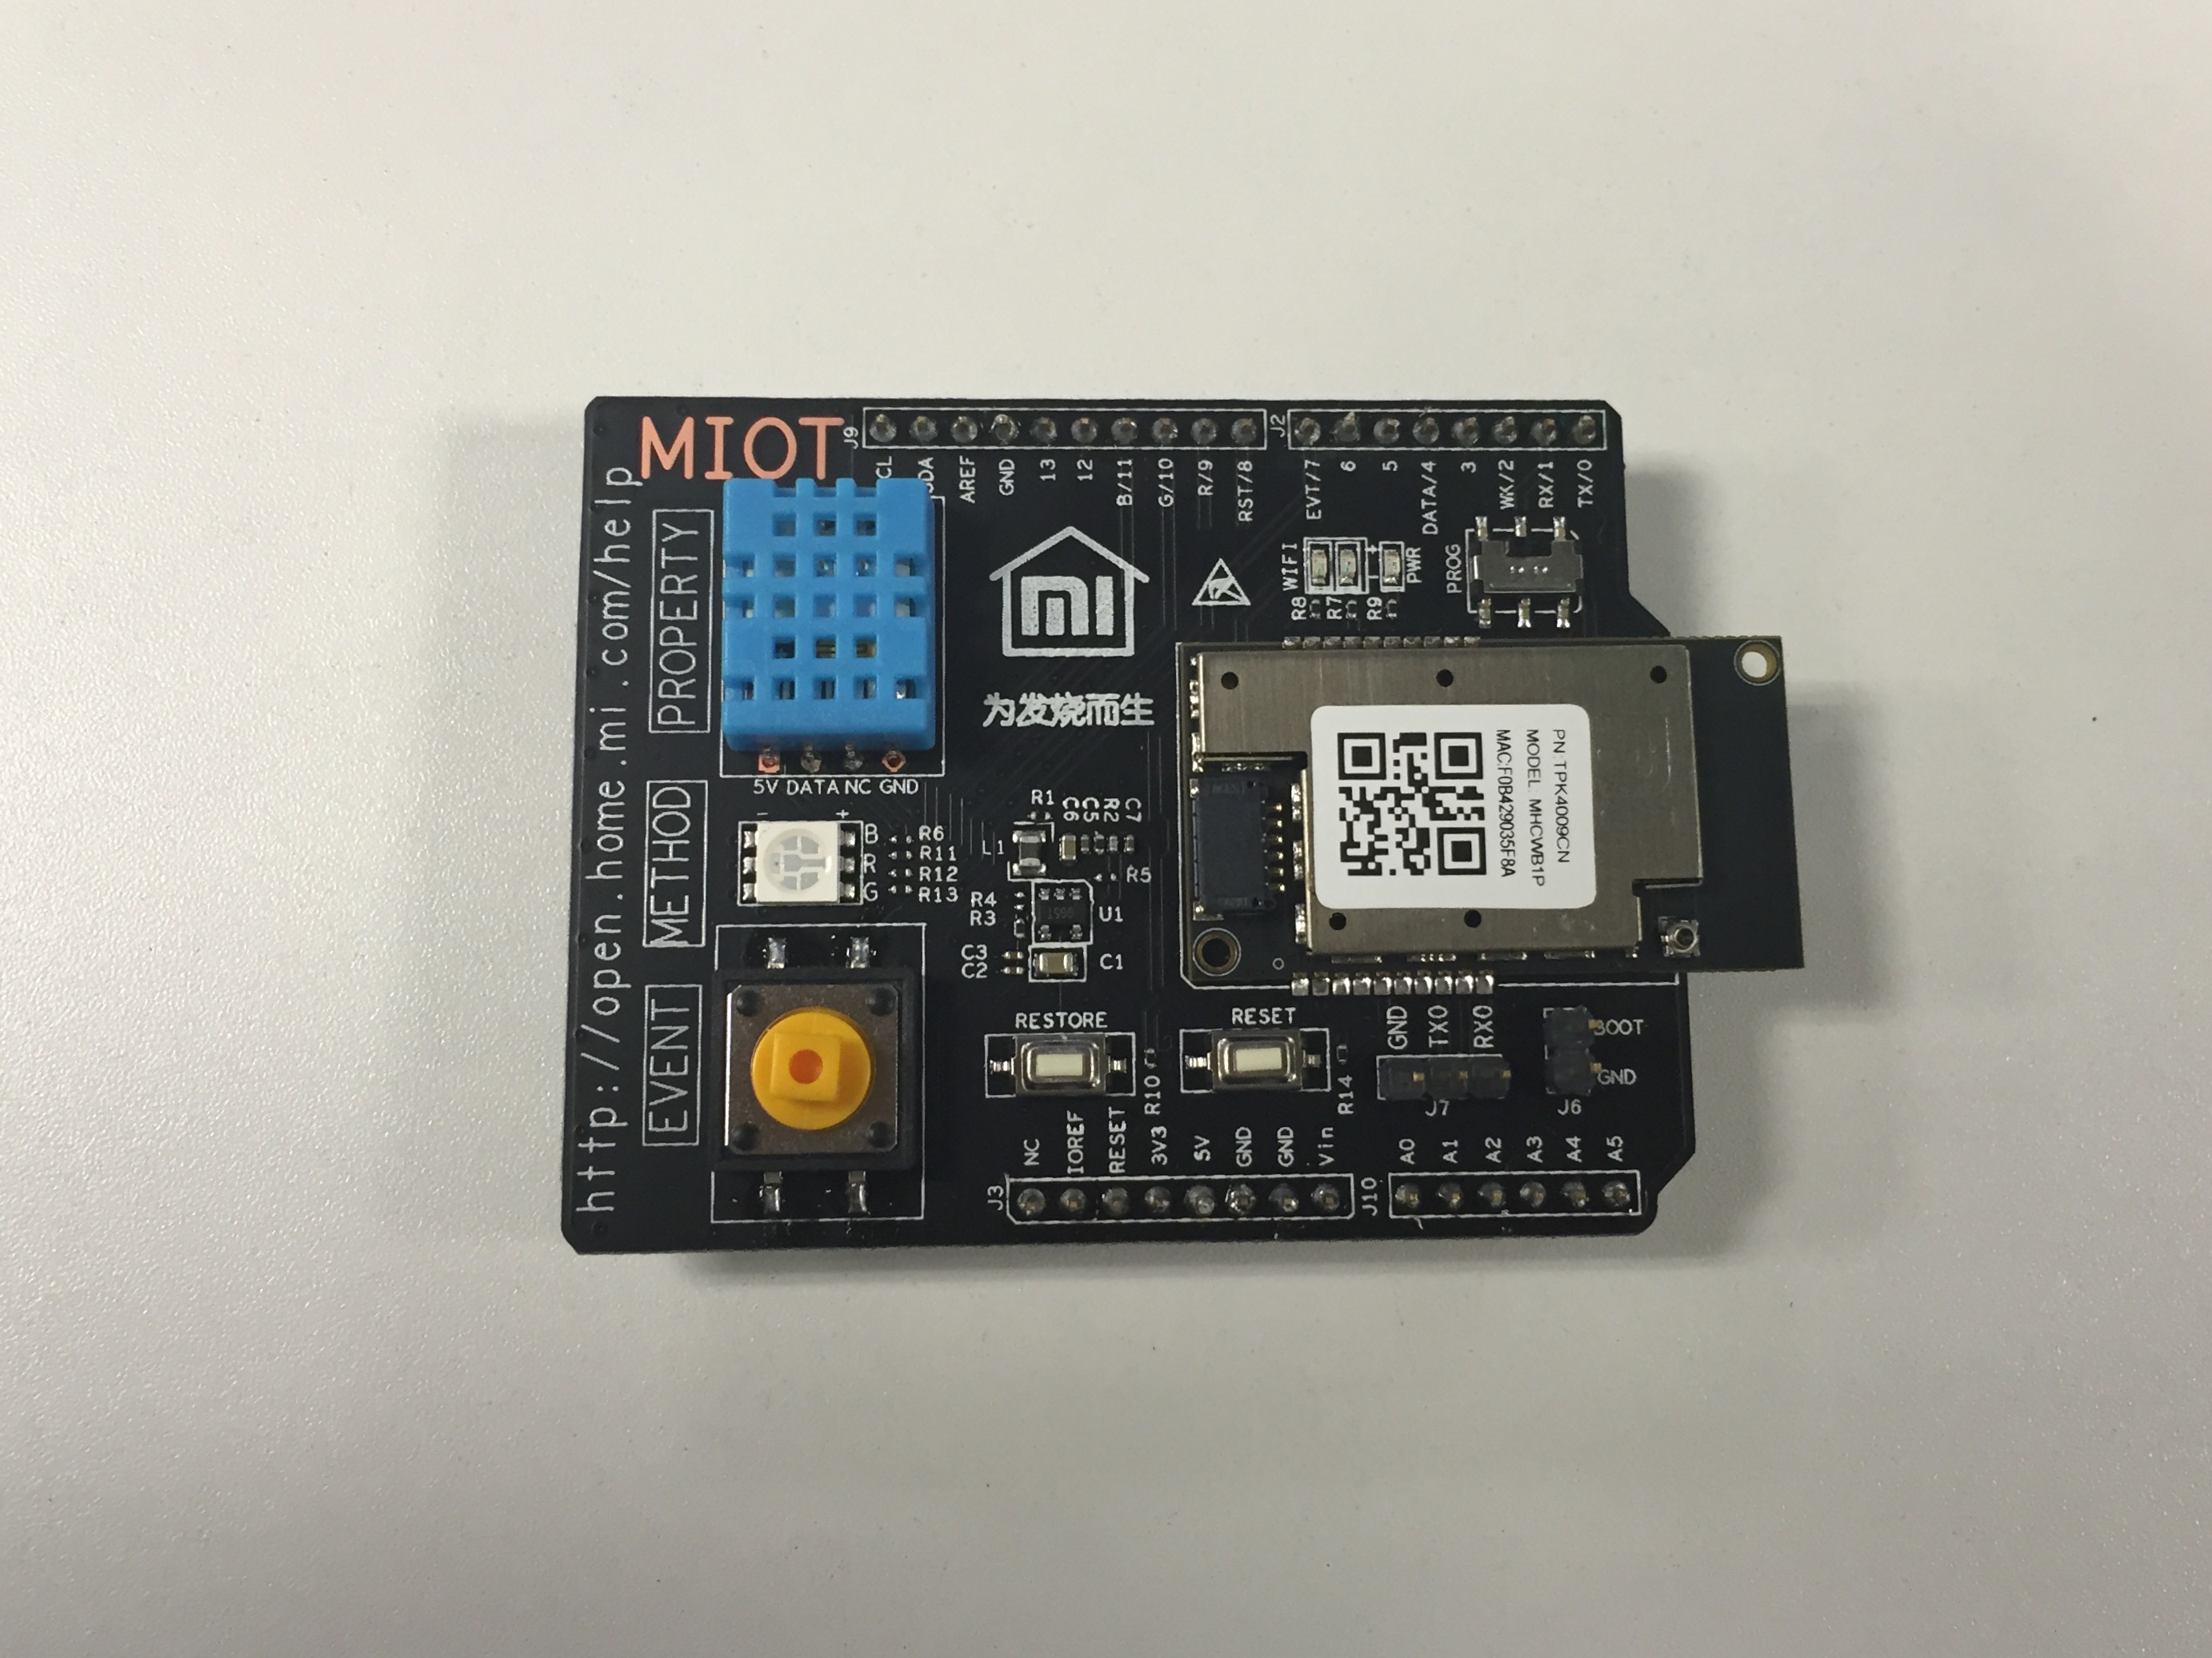 MIOT
http://open.home.mi.com/help
J9
CL
SDA
AREF
GND
13
12
B/11
G/10
R/9
RST/8
J2
EVT/7
6
5
DATA/4
3
WK/2
RX/1
TX/0
PROPERTY
5V DATA NC GND
mi
为发烧而生
WIFI
PWR
R8
R7
R9
PROG
PN:TPK4009CN
MODEL: MHCWB1P
MAC:F0B429035F8A
METHOD
- +
B
R
G
R6
R11
R12
R13
R1
C6
C5
R2
C7
L1
R5
R4
R3
U1
C3
C2
C1
EVENT
RESTORE
RESET
R10
R14
GND
TX0
RX0
J7
BOOT
GND
J6
J3
NC
IOREF
RESET
3V3
5V
GND
GND
Vin
J10
A0
A1
A2
A3
A4
A5